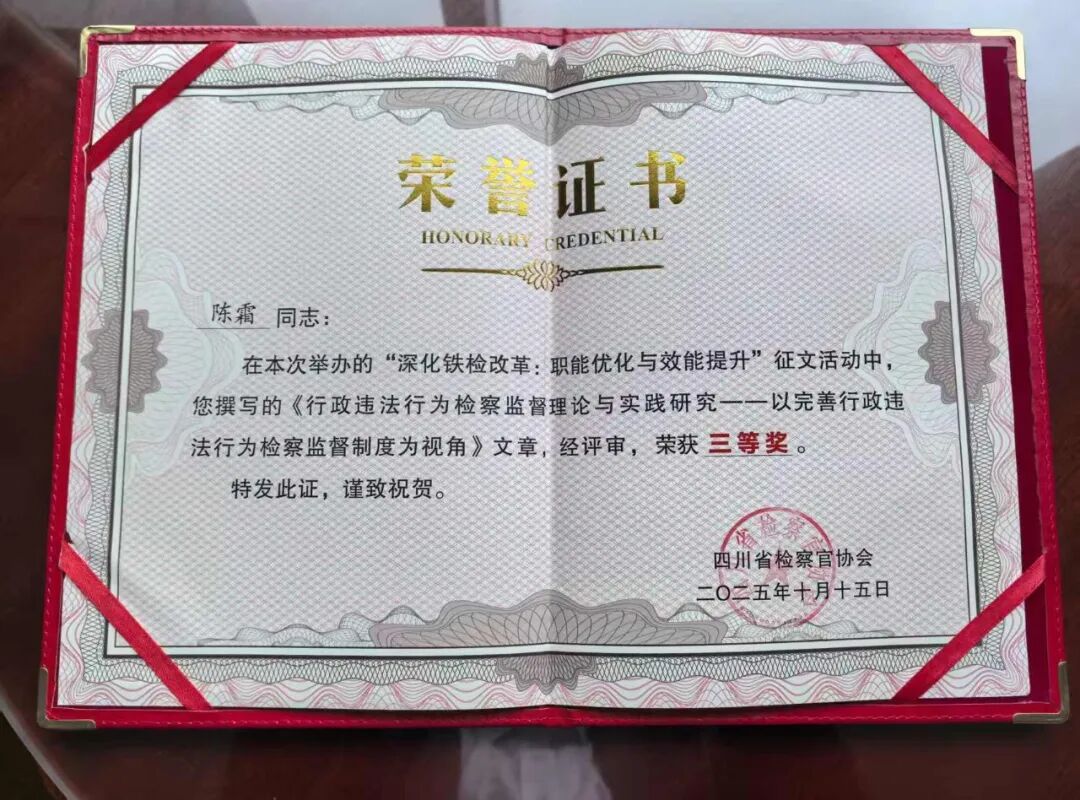 荣誉证书
HONORARY CREDENTIAL
陈霜 同志：
在本次举办的“深化铁检改革：职能优化与效能提升”征文活动中，
您撰写的《行政违法行为检察监督理论与实践研究——以完善行政违
法行为检察监督制度为视角》文章，经评审，荣获 三等奖 。
特发此证，谨致祝贺。
四川省检察官协会
二〇二五年十月十五日